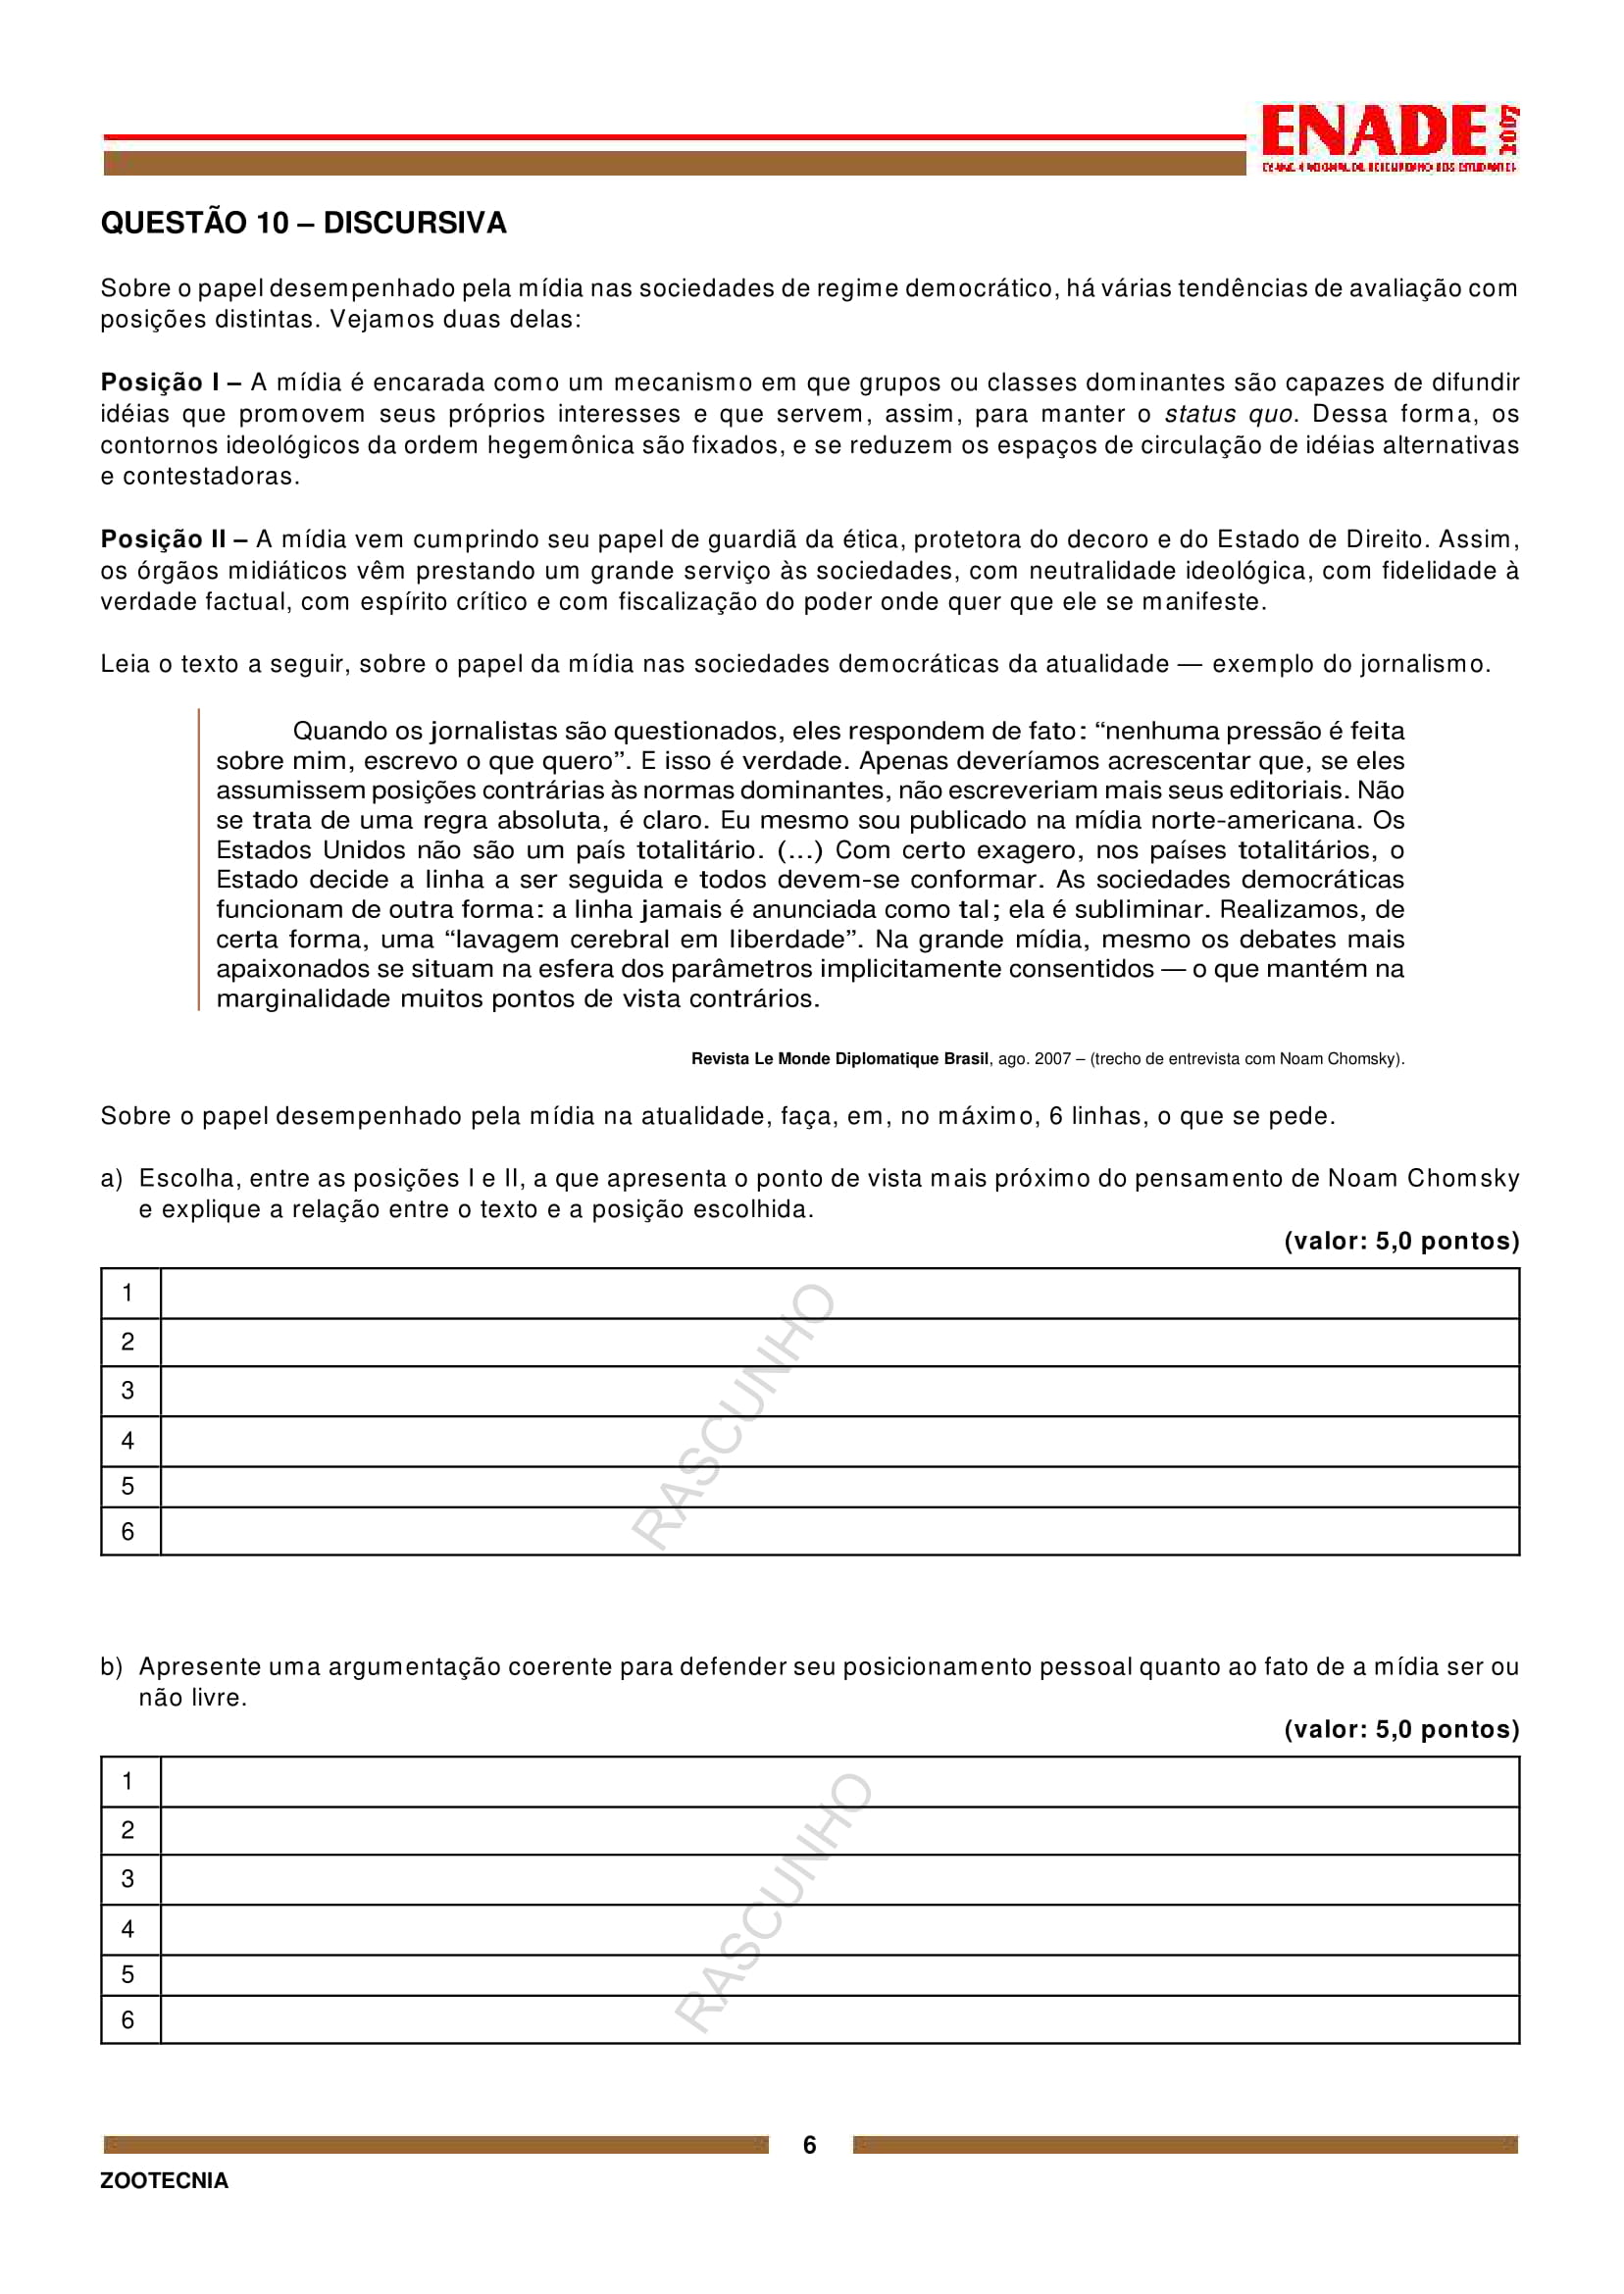 ENADE 2007
EXAME NACIONAL DE DESEMPENHO DOS ESTUDANTES
QUESTÃO 10 – DISCURSIVA
Sobre o papel desempenhado pela mídia nas sociedades de regime democrático, há várias tendências de avaliação com
posições distintas. Vejamos duas delas:
Posição I – A mídia é encarada como um mecanismo em que grupos ou classes dominantes são capazes de difundir
idéias que promovem seus próprios interesses e que servem, assim, para manter o status quo. Dessa forma, os
contornos ideológicos da ordem hegemônica são fixados, e se reduzem os espaços de circulação de idéias alternativas
e contestadoras.
Posição II – A mídia vem cumprindo seu papel de guardiã da ética, protetora do decoro e do Estado de Direito. Assim,
os órgãos midiáticos vêm prestando um grande serviço às sociedades, com neutralidade ideológica, com fidelidade à
verdade factual, com espírito crítico e com fiscalização do poder onde quer que ele se manifeste.
Leia o texto a seguir, sobre o papel da mídia nas sociedades democráticas da atualidade — exemplo do jornalismo.
Quando os jornalistas são questionados, eles respondem de fato: “nenhuma pressão é feita
sobre mim, escrevo o que quero”. E isso é verdade. Apenas deveríamos acrescentar que, se eles
assumissem posições contrárias às normas dominantes, não escreveriam mais seus editoriais. Não
se trata de uma regra absoluta, é claro. Eu mesmo sou publicado na mídia norte-americana. Os
Estados Unidos não são um país totalitário. (...) Com certo exagero, nos países totalitários, o
Estado decide a linha a ser seguida e todos devem-se conformar. As sociedades democráticas
funcionam de outra forma: a linha jamais é anunciada como tal; ela é subliminar. Realizamos, de
certa forma, uma “lavagem cerebral em liberdade”. Na grande mídia, mesmo os debates mais
apaixonados se situam na esfera dos parâmetros implicitamente consentidos — o que mantém na
marginalidade muitos pontos de vista contrários.
Revista Le Monde Diplomatique Brasil, ago. 2007 – (trecho de entrevista com Noam Chomsky).
Sobre o papel desempenhado pela mídia na atualidade, faça, em, no máximo, 6 linhas, o que se pede.
a) Escolha, entre as posições I e II, a que apresenta o ponto de vista mais próximo do pensamento de Noam Chomsky
e explique a relação entre o texto e a posição escolhida.
(valor: 5,0 pontos)
1
2
3
4
5
6
RASCUNHO
b) Apresente uma argumentação coerente para defender seu posicionamento pessoal quanto ao fato de a mídia ser ou
não livre.
(valor: 5,0 pontos)
1
2
3
4
5
6
RASCUNHO
6
ZOOTECNIA